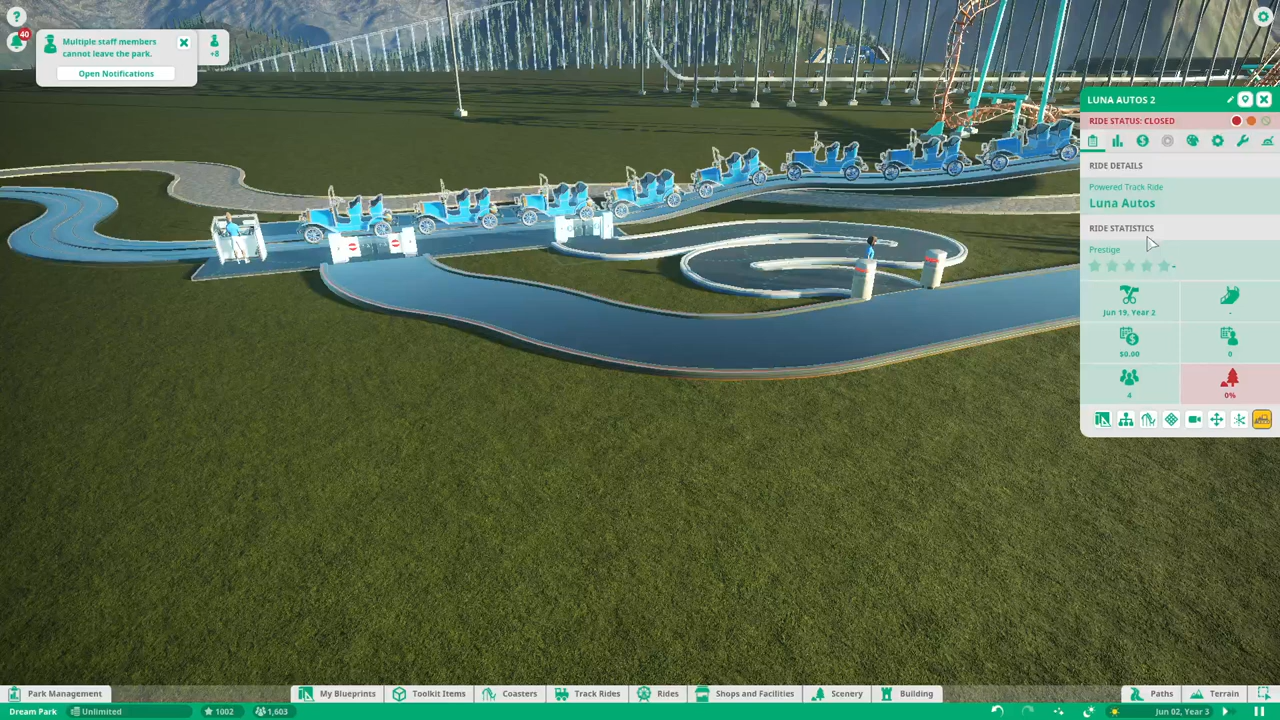 ?
40
Multiple staff members
cannot leave the park.
+8
Open Notifications
LUNA AUTOS 2
RIDE STATUS: CLOSED
RIDE DETAILS
Powered Track Ride
Luna Autos
RIDE STATISTICS
Prestige
-
Jun 19, Year 2
-
$0.00
0
4
0%
Park Management
My Blueprints
Toolkit Items
Coasters
Track Rides
Rides
Shops and Facilities
Scenery
Building
Paths
Terrain
Dream Park
Unlimited
1002
1,603
Jun 02, Year 3